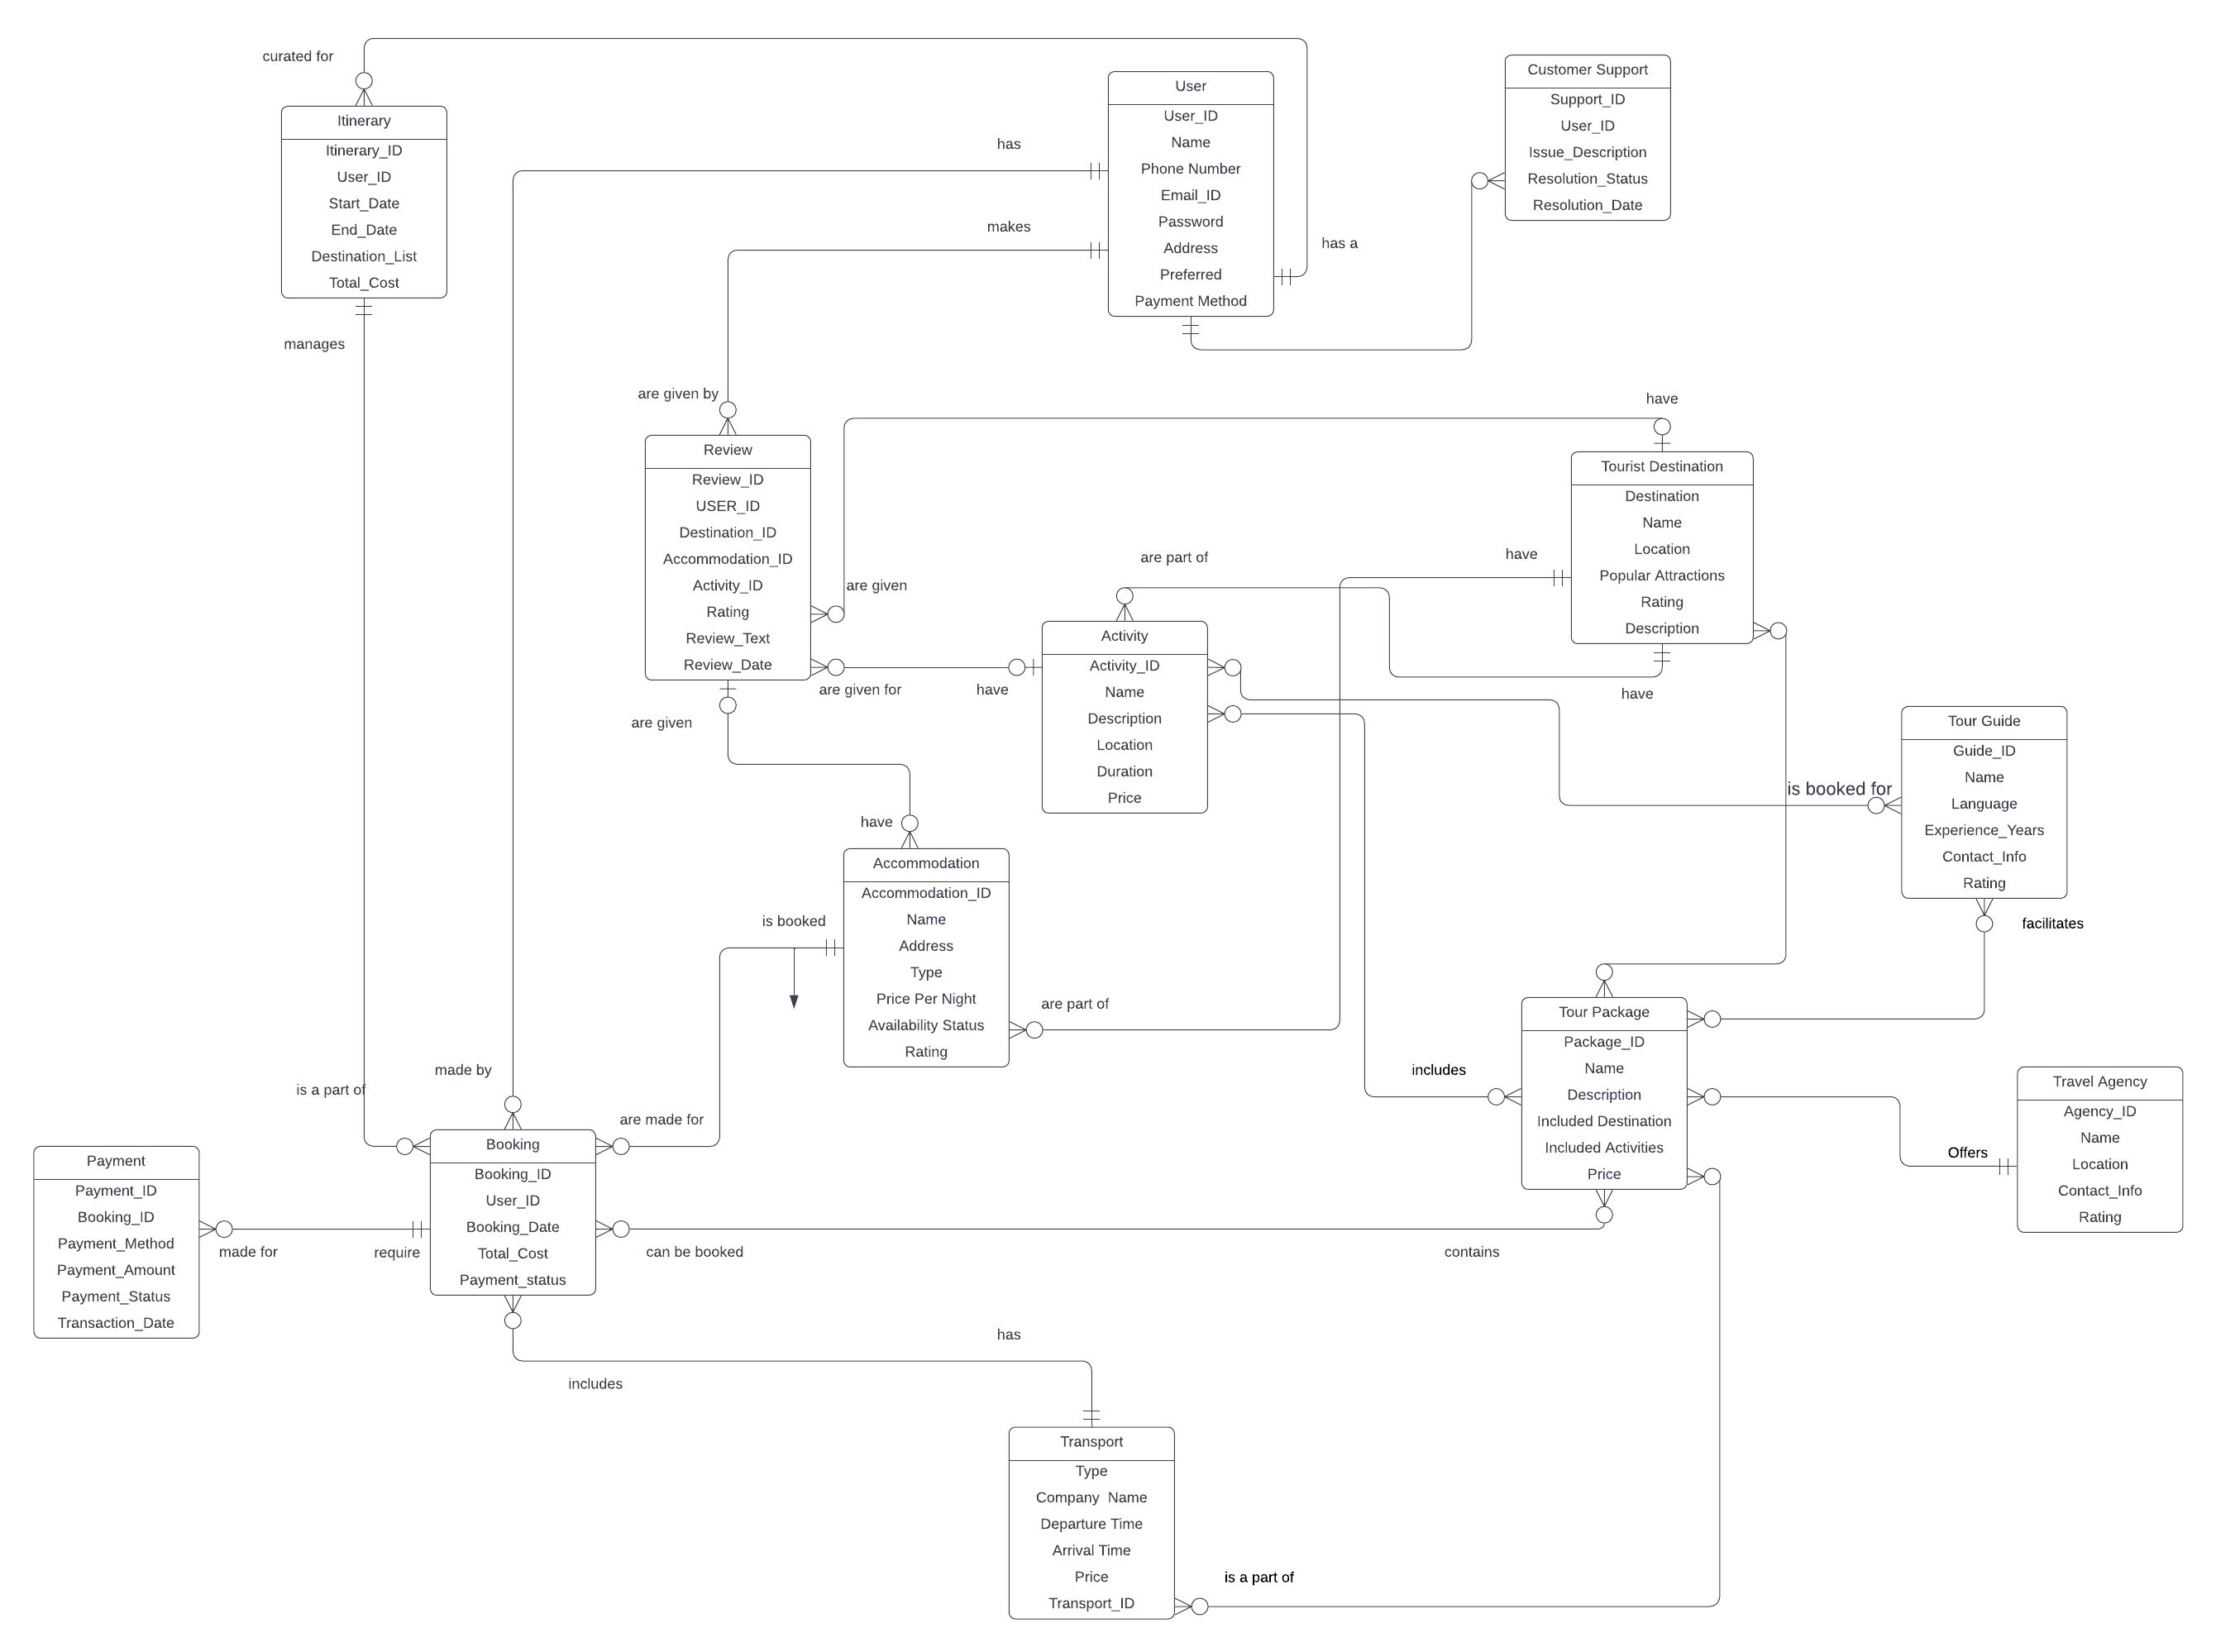 curated for
Itinerary
Itinerary_ID
User_ID
Start_Date
End_Date
Destination_List
Total_Cost
manages
has
makes
User
User_ID
Name
Phone Number
Email_ID
Password
Address
Preferred
Payment Method
has a
Customer Support
Support_ID
User_ID
Issue_Description
Resolution_Status
Resolution_Date
are given by
Review
Review_ID
USER_ID
Destination_ID
Accommodation_ID
Activity_ID
Rating
Review_Text
Review_Date
are given
are given for
have
are given
have
are part of
Activity
Activity_ID
Name
Description
Location
Duration
Price
have
have
Tourist Destination
Destination
Name
Location
Popular Attractions
Rating
Description
have
is booked for
Tour Guide
Guide_ID
Name
Language
Experience_Years
Contact_Info
Rating
facilitates
Accommodation
Accommodation_ID
Name
Address
Type
Price Per Night
Availability Status
Rating
is booked
are part of
includes
Tour Package
Package_ID
Name
Description
Included Destination
Included Activities
Price
Offers
Travel Agency
Agency_ID
Name
Location
Contact_Info
Rating
made by
is a part of
are made for
Booking
Booking_ID
User_ID
Booking_Date
Total_Cost
Payment_status
Payment
Payment_ID
Booking_ID
Payment_Method
Payment_Amount
Payment_Status
Transaction_Date
made for
require
can be booked
contains
includes
has
Transport
Type
Company  Name
Departure Time
Arrival Time
Price
Transport_ID
is a part of